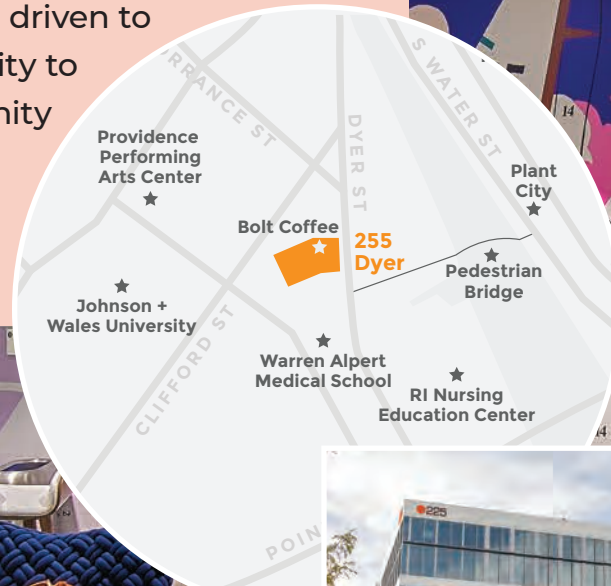 driven to
ity to
nity
RRANCE ST
S WATER ST
14
DYER ST
Providence
Performing
Arts Center
Plant
City
Bolt Coffee
255
Dyer
Pedestrian
Bridge
Johnson +
Wales University
CLIFFORD ST
Warren Alpert
Medical School
RI Nursing
Education Center
14
POIN
225